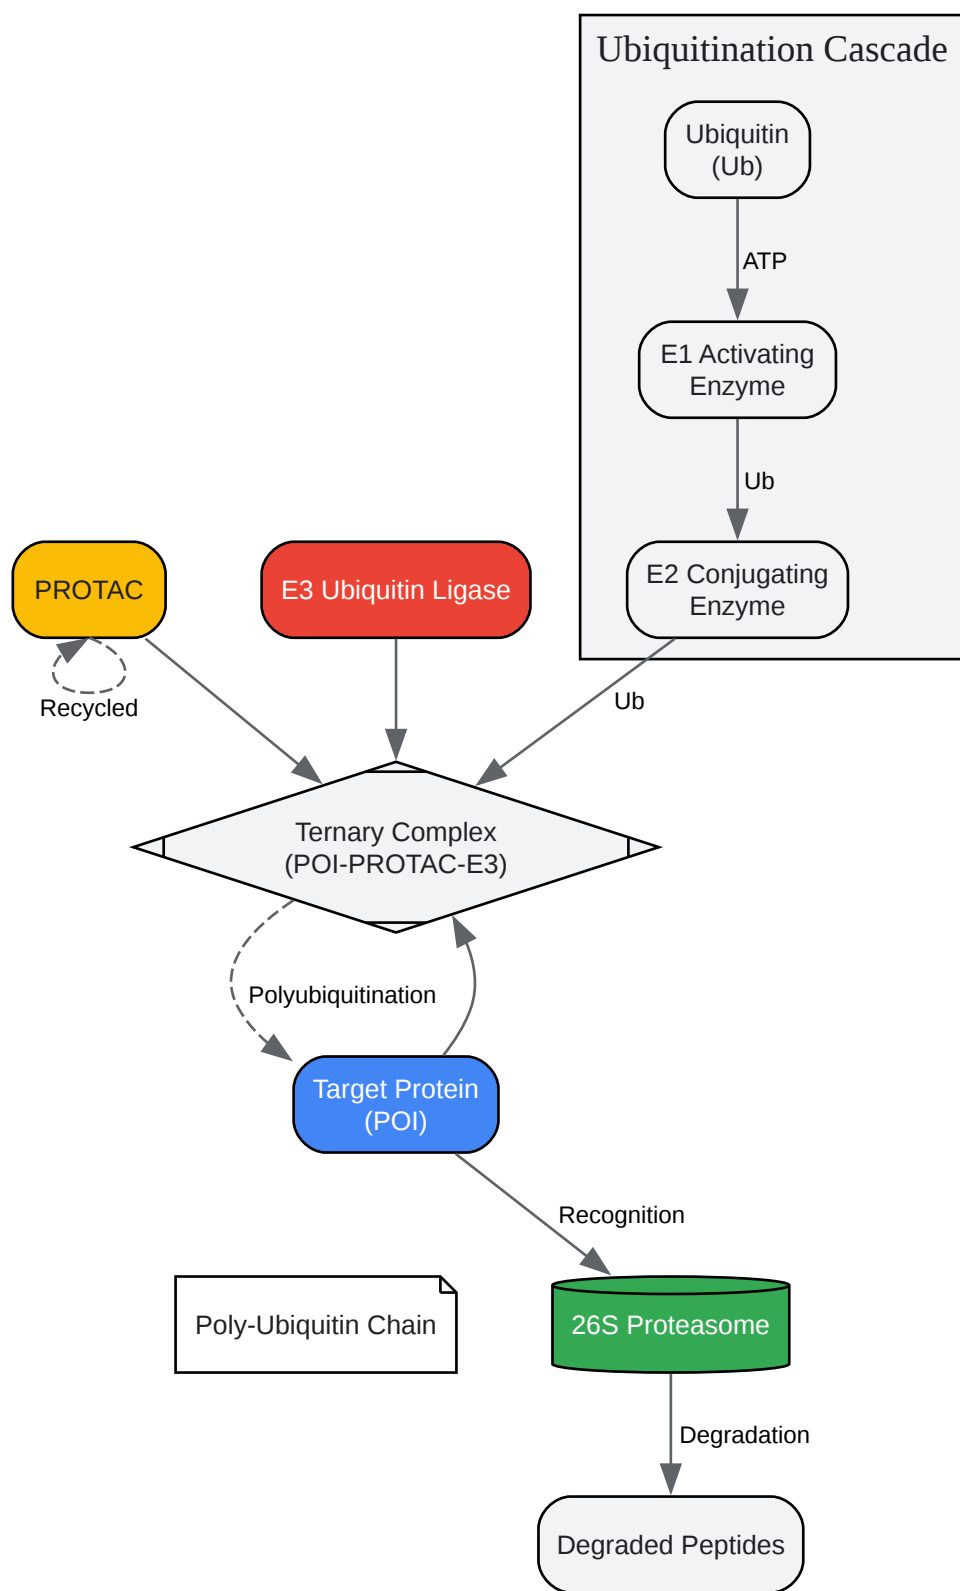 Ubiquitination Cascade
Ubiquitin
(Ub)
ATP
E1 Activating
Enzyme
Ub
E2 Conjugating
Enzyme
PROTAC
E3 Ubiquitin Ligase
Recycled
Ub
Ternary Complex
(POI-PROTAC-E3)
Polyubiquitination
Target Protein
(POI)
Recognition
Poly-Ubiquitin Chain
26S Proteasome
Degradation
Degraded Peptides